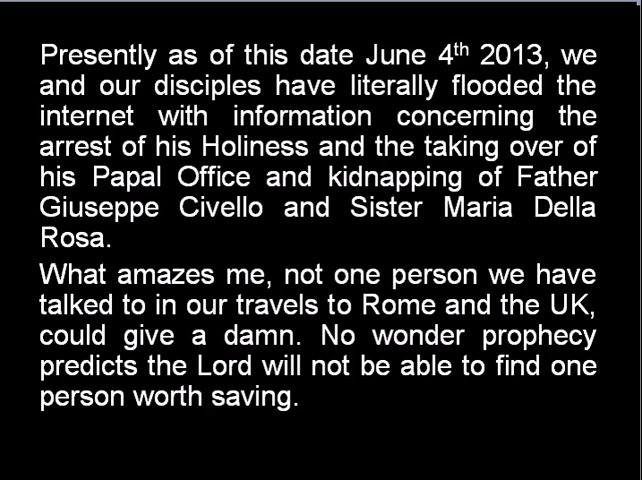 Presently as of this date June 4th 2013, we
and our disciples have literally flooded the
internet with information concerning the
arrest of his Holiness and the taking over of
his Papal Office and kidnapping of Father
Giuseppe Civello and Sister Maria Della
Rosa.
What amazes me, not one person we have
talked to in our travels to Rome and the UK,
could give a damn. No wonder prophecy
predicts the Lord will not be able to find one
person worth saving.